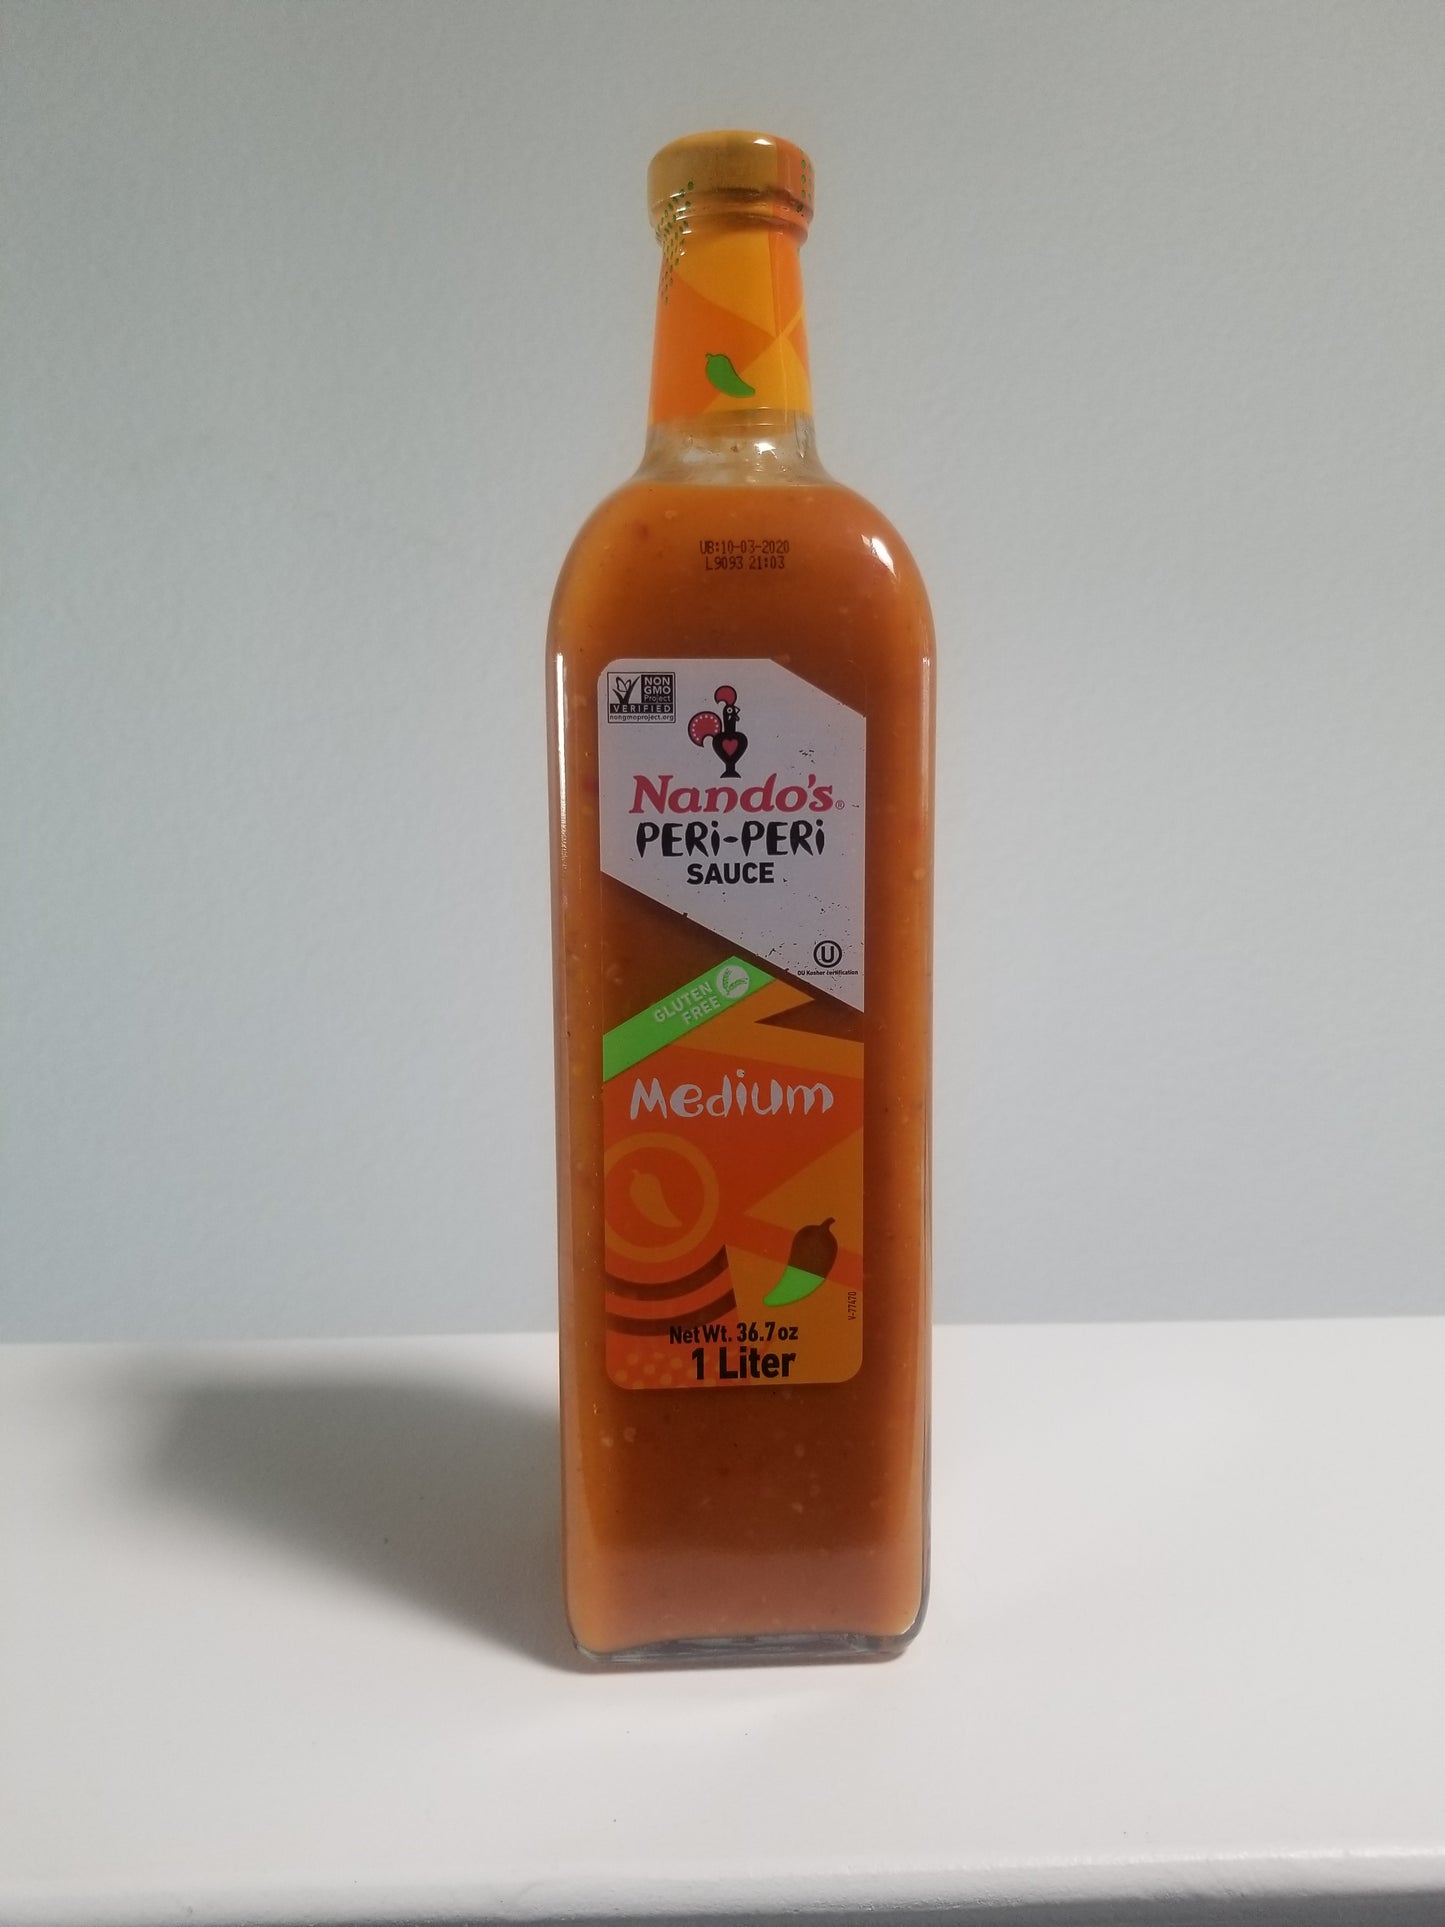 UB:10-03-2020
L9093 21:03
NON
GMO
Project
VERIFIED
nongmoproject.org
Nando's®
PERi-PERi
SAUCE
U
OU Kosher certification
GLUTEN
FREE
Medium
V-77470
Net Wt. 36.7 oz
1 Liter